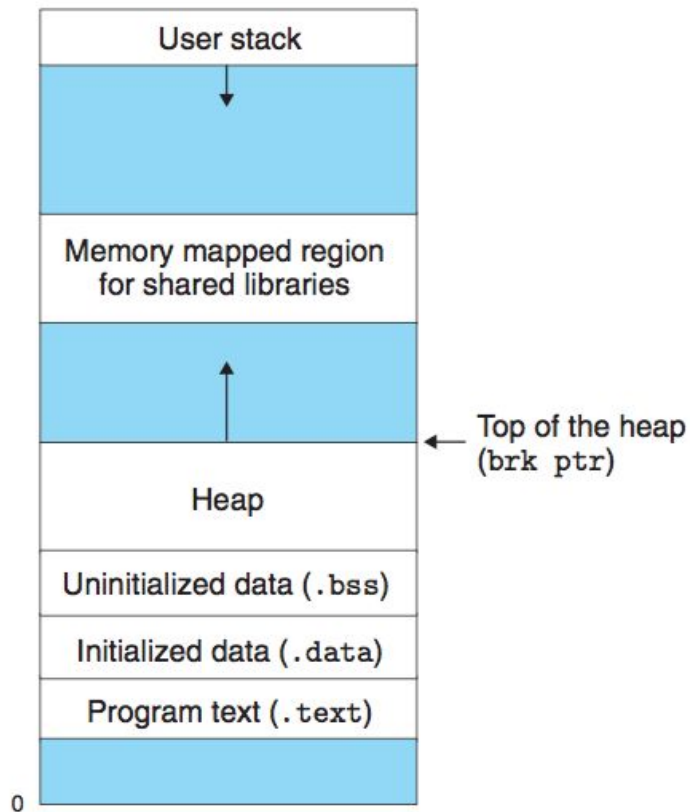 User stack
Memory mapped region
for shared libraries
Top of the heap
(brk ptr)
Heap
Uninitialized data (.bss)
Initialized data (.data)
Program text (.text)
0